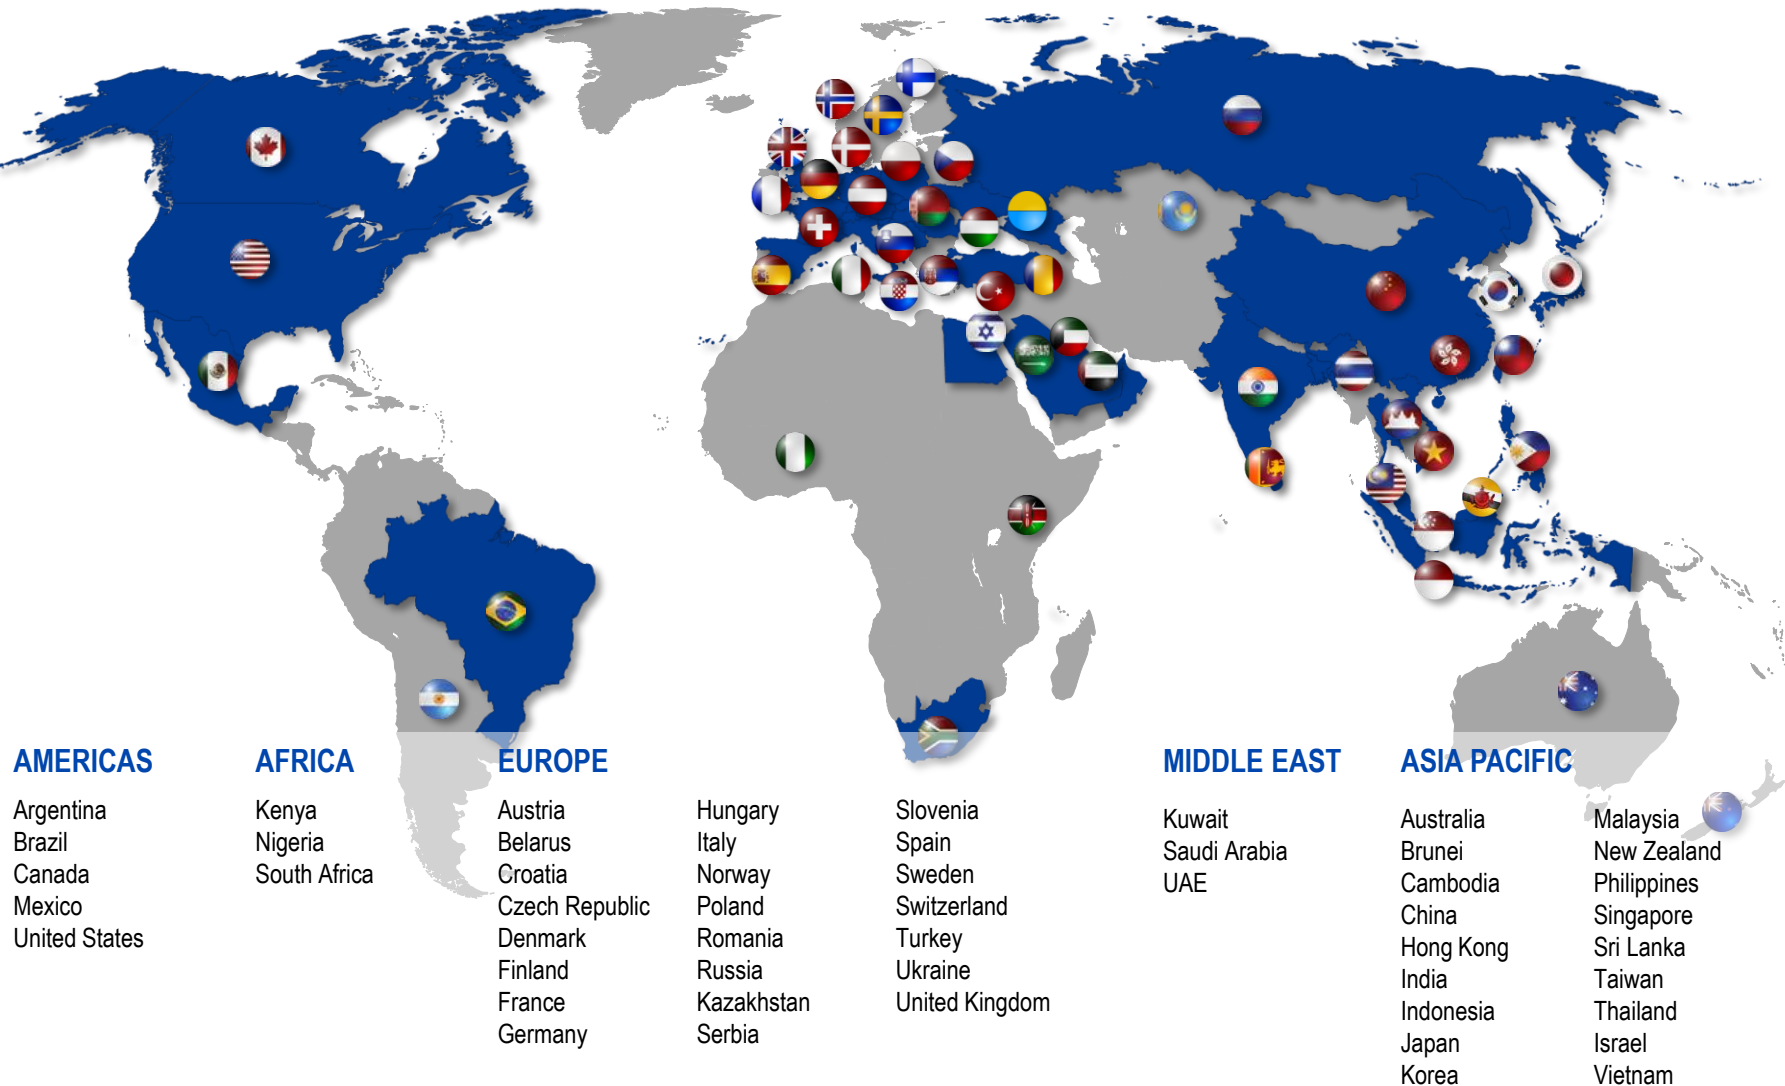 AMERICAS
Argentina
Brazil
Canada
Mexico
United States
AFRICA
Kenya
Nigeria
South Africa
EUROPE
Austria
Belarus
Croatia
Czech Republic
Denmark
Finland
France
Germany
Hungary
Italy
Norway
Poland
Romania
Russia
Kazakhstan
Serbia
Slovenia
Spain
Sweden
Switzerland
Turkey
Ukraine
United Kingdom
MIDDLE EAST
Kuwait
Saudi Arabia
UAE
ASIA PACIFIC
Australia
Brunei
Cambodia
China
Hong Kong
India
Indonesia
Japan
Korea
Malaysia
New Zealand
Philippines
Singapore
Sri Lanka
Taiwan
Thailand
Israel
Vietnam